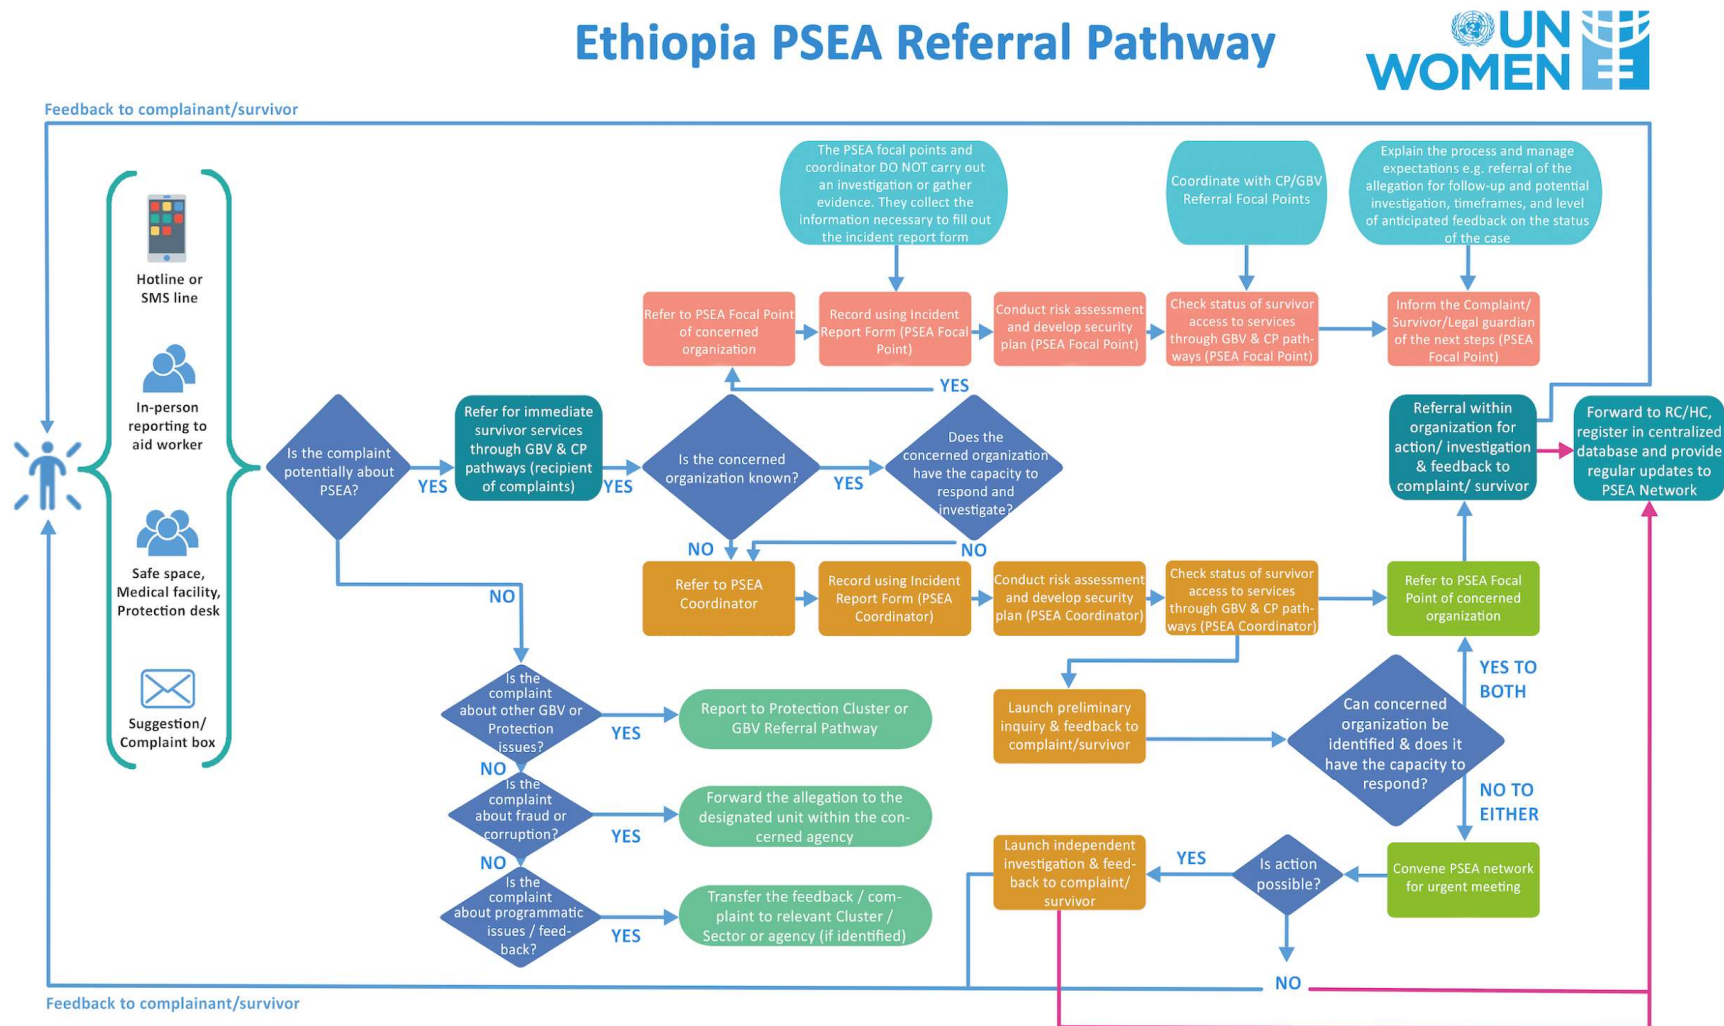 Ethiopia PSEA Referral Pathway
UN
WOMEN
Feedback to complainant/survivor
Hotline or
SMS line
In-person
reporting to
aid worker
Safe space,
Medical facility,
Protection desk
Suggestion/
Complaint box
The PSEA focal points and
coordinator DO NOT carry out
an investigation or gather
evidence. They collect the
information necessary to fill out
the incident report form
Coordinate with CP/GBV
Referral Focal Points
Explain the process and manage
expectations e.g. referral of the
allegation for follow-up and potential
investigation, timeframes, and level
of anticipated feedback on the status
of the case
Refer to PSEA Focal Point
of concerned
organization
Record using Incident
Report Form (PSEA Focal
Point)
Conduct risk assessment
and develop security
plan (PSEA Focal Point)
Check status of survivor
access to services
through GBV & CP path-
ways (PSEA Focal Point)
Inform the Complaint/
Survivor/Legal guardian
of the next steps (PSEA
Focal Point)
YES
Is the complaint
potentially about
PSEA?
YES
Refer for immediate
survivor services
through GBV & CP
pathways (recipient
of complaints)
YES
Is the concerned
organization known?
YES
Does the
concerned organization
have the capacity to
respond and
investigate?
Referral within
organization for
action/ investigation
& feedback to
complaint/ survivor
Forward to RC/HC,
register in centralized
database and provide
regular updates to
PSEA Network
NO
NO
Refer to PSEA
Coordinator
Record using Incident
Report Form (PSEA
Coordinator)
Conduct risk assessment
and develop security
plan (PSEA Coordinator)
Check status of survivor
access to services
through GBV & CP path-
ways (PSEA Coordinator)
Refer to PSEA Focal
Point of concerned
organization
NO
Is the
complaint
about other GBV or
Protection
issues?
YES
Report to Protection Cluster or
GBV Referral Pathway
Launch preliminary
inquiry & feedback to
complaint/survivor
Can concerned
organization be
identified & does it
have the capacity to
respond?
YES TO
BOTH
NO TO
EITHER
NO
Is the
complaint
about fraud or
corruption?
YES
Forward the allegation to the
designated unit within the con-
cerned agency
Launch independent
investigation & feed-
back to complaint/
survivor
YES
Is action
possible?
Convene PSEA network
for urgent meeting
NO
Is the
complaint
about programmatic
issues / feed-
back?
YES
Transfer the feedback / com-
plaint to relevant Cluster /
Sector or agency (if identified)
NO
Feedback to complainant/survivor